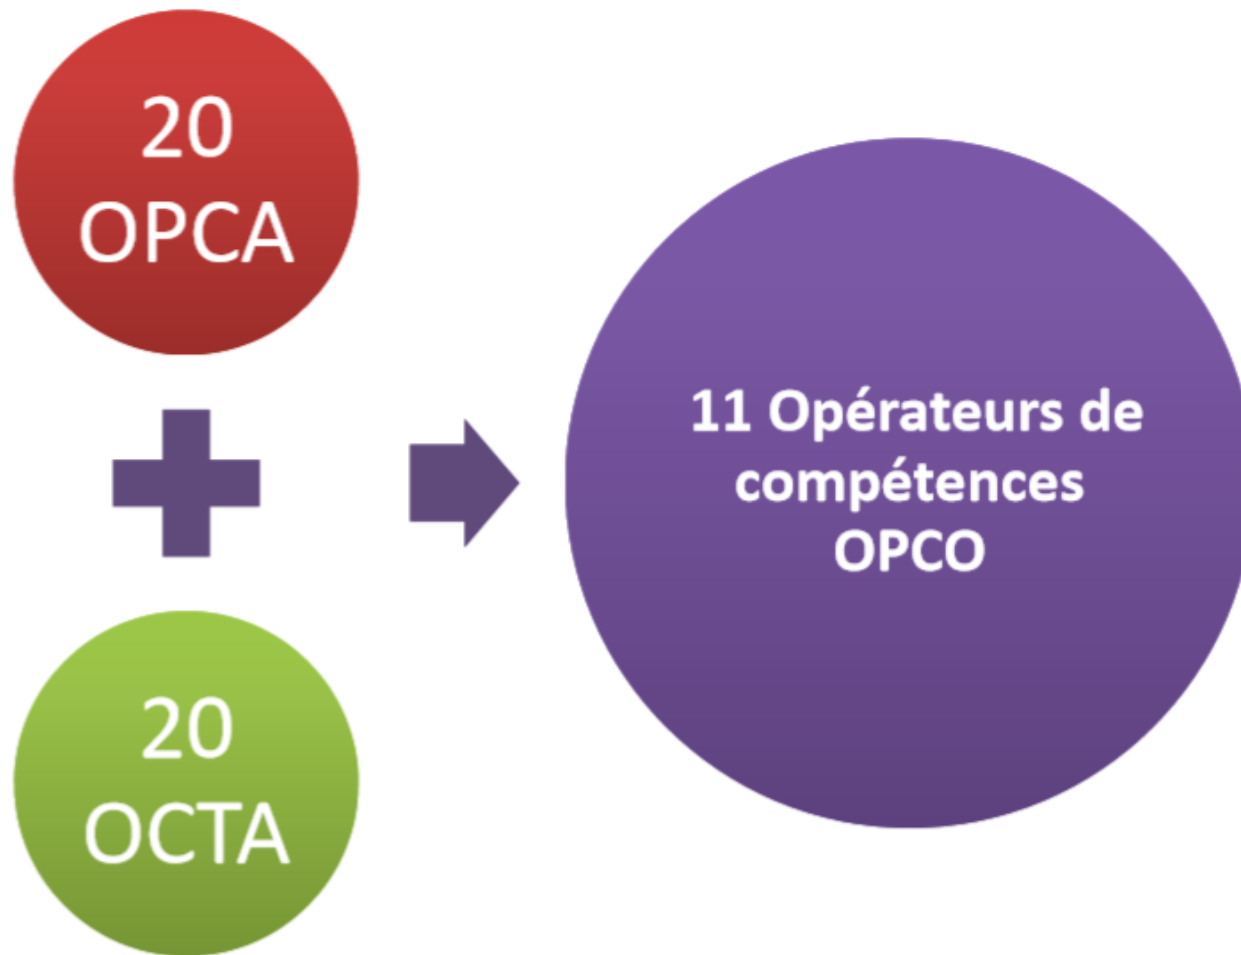 20
OPCA
20
OCTA
11 Opérateurs de
compétences
OPCO